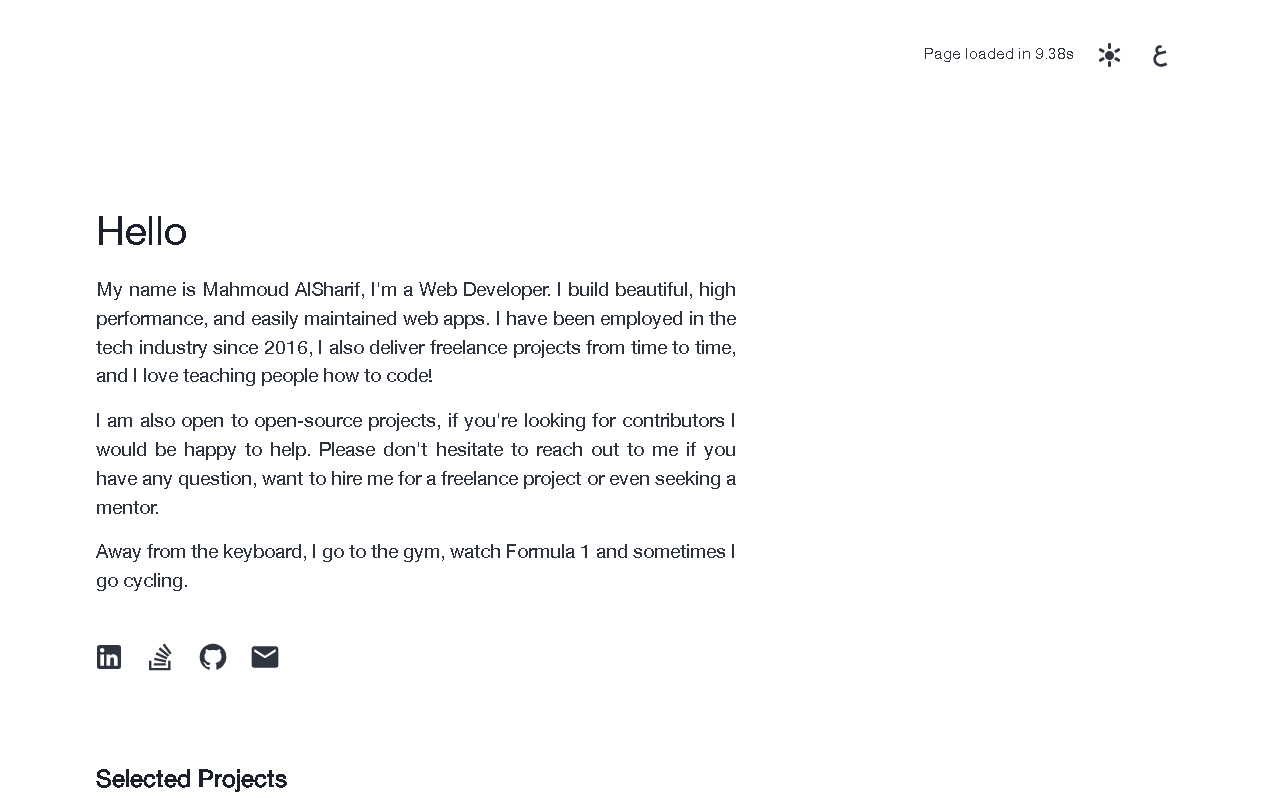 Page loaded in 9.38s
ع
Hello
My name is Mahmoud AlSharif, I'm a Web Developer. I build beautiful, high
performance, and easily maintained web apps. I have been employed in the
tech industry since 2016, I also deliver freelance projects from time to time,
and I love teaching people how to code!
I am also open to open-source projects, if you're looking for contributors I
would be happy to help. Please don't hesitate to reach out to me if you
have any question, want to hire me for a freelance project or even seeking a
mentor.
Away from the keyboard, I go to the gym, watch Formula 1 and sometimes I
go cycling.
in
Selected Projects